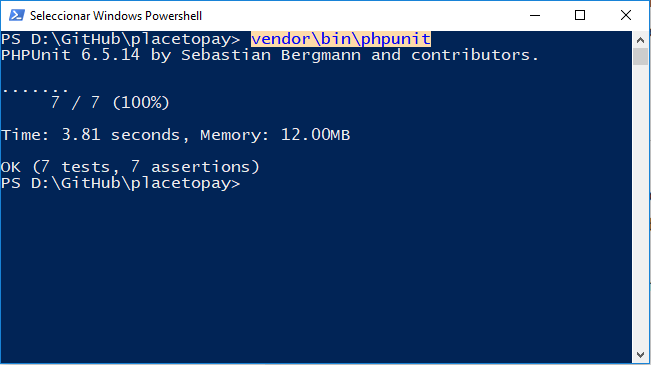 Seleccionar Windows Powershell
PS D:\GitHub\placetopay> vendor\bin\phpunit
PHPUnit 6.5.14 by Sebastian Bergmann and contributors.
.......
7 / 7 (100%)
Time: 3.81 seconds, Memory: 12.00MB
OK (7 tests, 7 assertions)
PS D:\GitHub\placetopay>